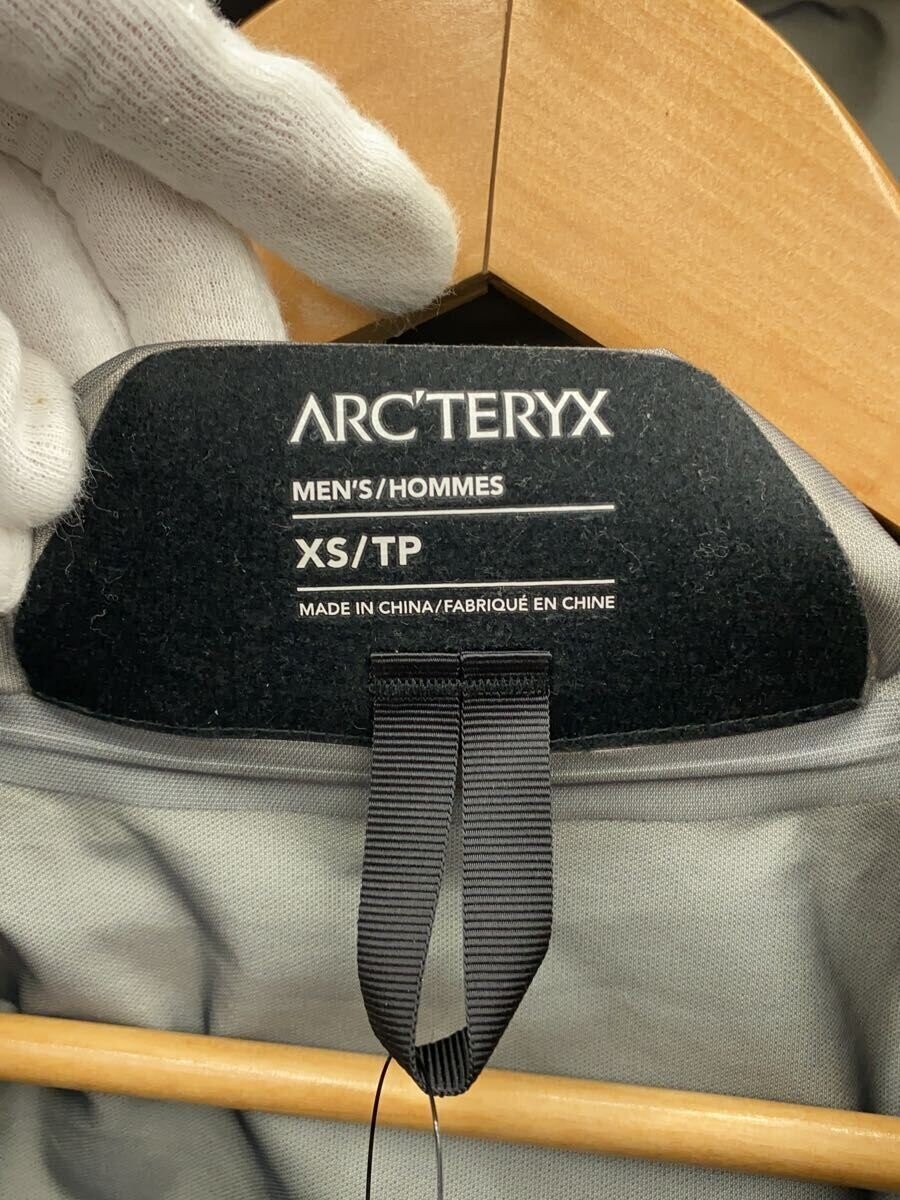 ARC'TERYX
MEN'S/HOMMES
XS/TP
MADE IN CHINA/FABRIQUÉ EN CHINE